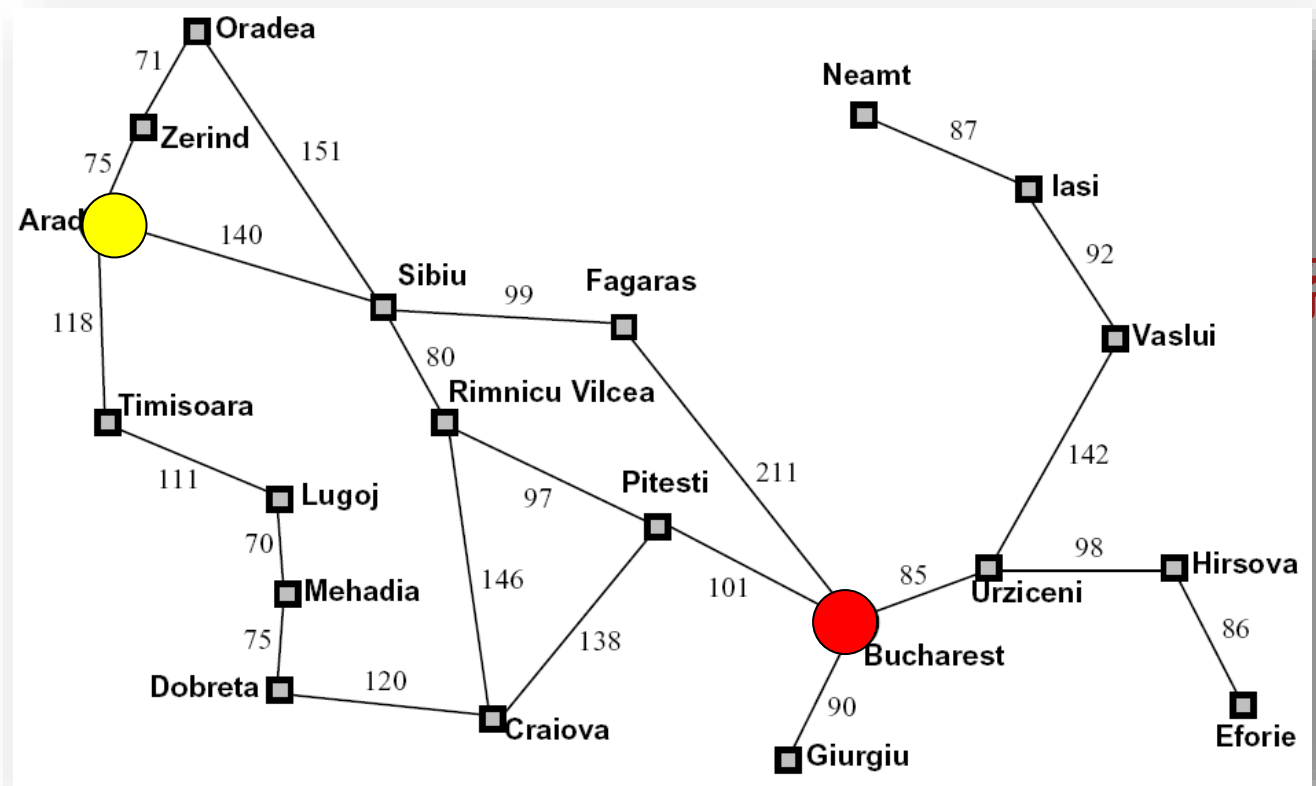 Oradea
71
Neamt
Zerind
87
151
75
Iasi
Arad
140
92
Sibiu
Fagaras
99
118
Vaslui
80
Rimnicu Vilcea
Timisoara
142
211
111
Pitesti
Lugoj
97
70
98
Hirsova
146
85
Mehadia
101
Urziceni
86
75
138
Bucharest
Dobreta
120
90
Craiova
Eforie
Giurgiu